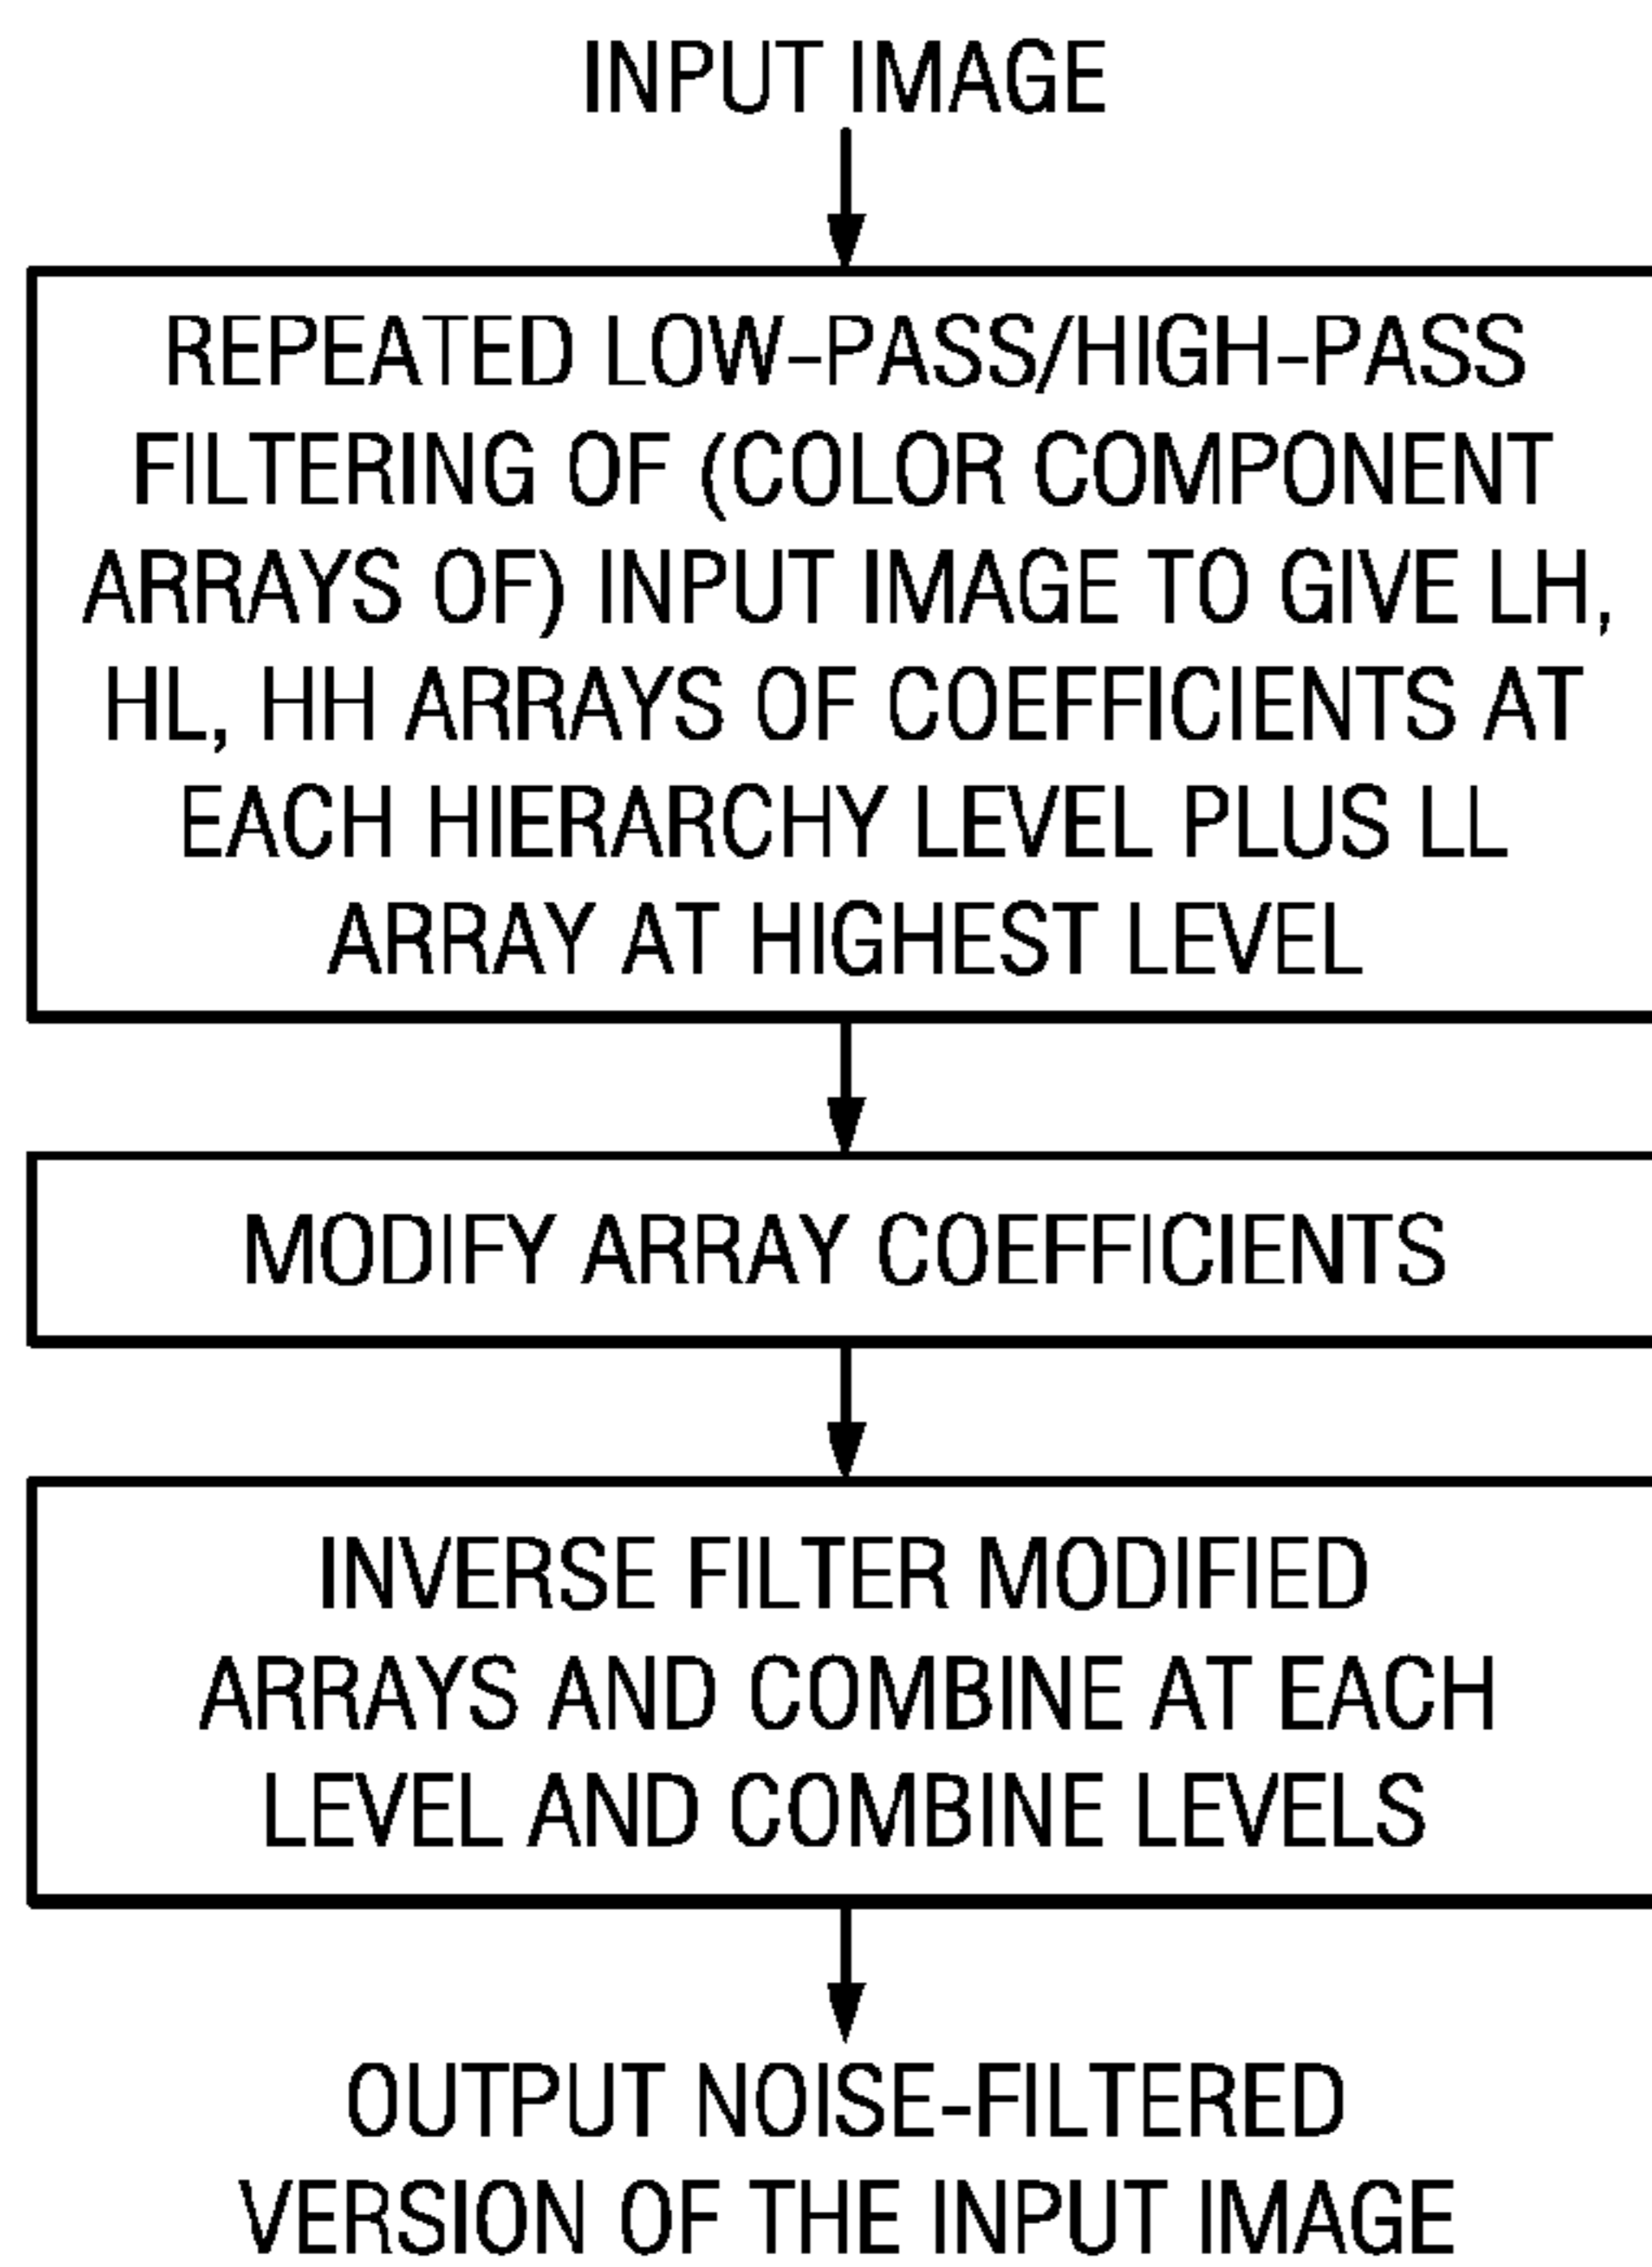 INPUT IMAGE
REPEATED LOW-PASS/HIGH-PASS
FILTERING OF (COLOR COMPONENT
ARRAYS OF) INPUT IMAGE TO GIVE LH,
HL, HH ARRAYS OF COEFFICIENTS AT
EACH HIERARCHY LEVEL PLUS LL
ARRAY AT HIGHEST LEVEL
MODIFY ARRAY COEFFICIENTS
INVERSE FILTER MODIFIED
ARRAYS AND COMBINE AT EACH
LEVEL AND COMBINE LEVELS
OUTPUT NOISE-FILTERED
VERSION OF THE INPUT IMAGE